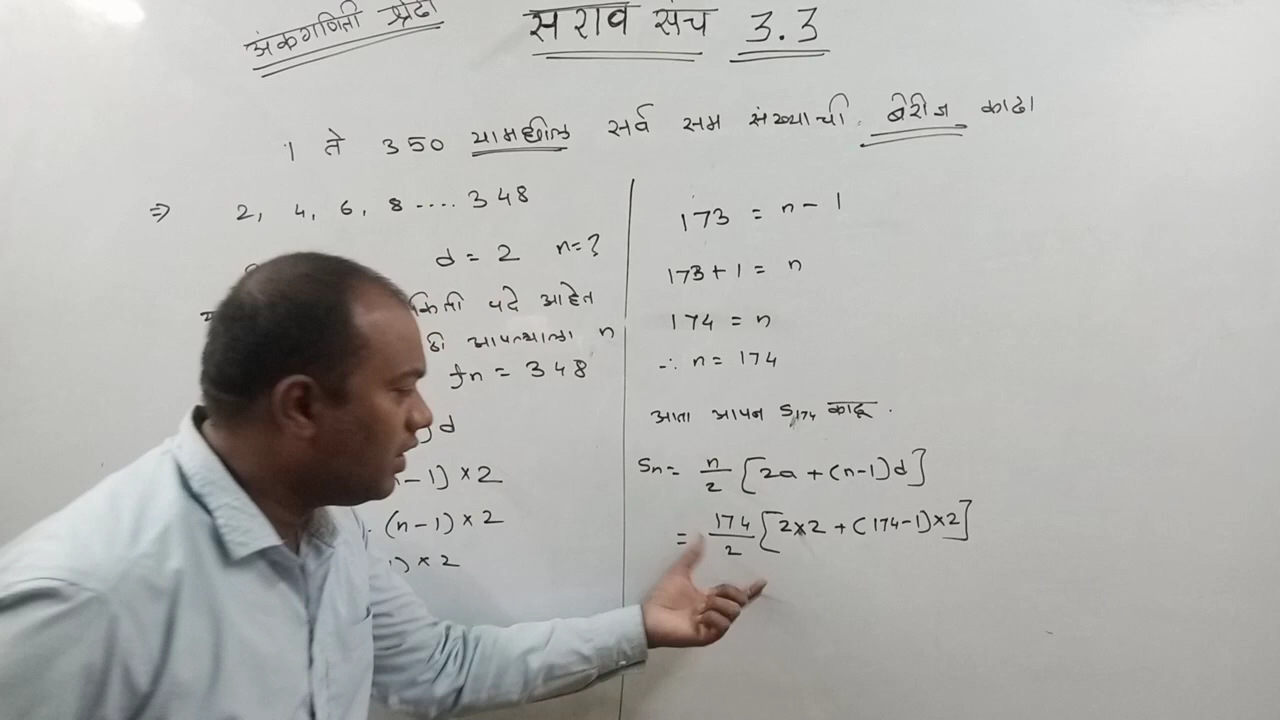 अंकगणिती श्रेढी
सराव संच 3.3
1 ते 350 यामधील सर्व सम संख्याची बेरीज काढा
⇒ 2, 4, 6, 8 .... 348
d = 2 n = ?
किती पदे आहेत
आपल्याला n
tn = 348
d
n-1) × 2
(n-1) × 2
1) × 2
173 = n - 1
173 + 1 = n
174 = n
∴ n = 174
आता आपन S174 काढू .
Sn = n/2 [2a + (n-1)d]
= 174/2 [2×2 + (174-1)×2]